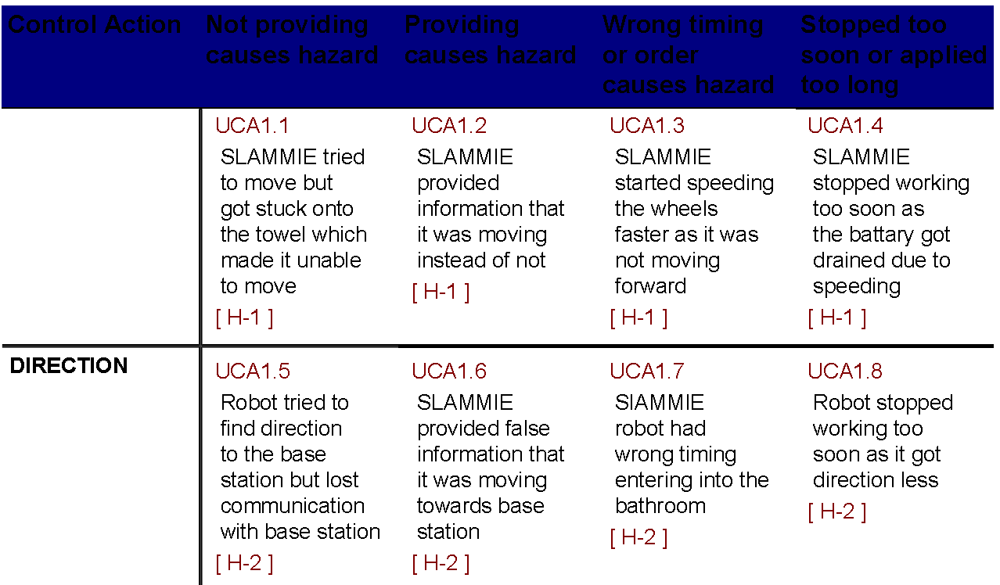 Control Action
Not providing
causes hazard
Providing
causes hazard
Wrong timing
or order
causes hazard
Stopped too
soon or applied
too long
UCA1.1
SLAMMIE tried
to move but
got stuck onto
the towel which
made it unable
to move
[ H-1 ]
UCA1.2
SLAMMIE
provided
information that
it was moving
instead of not
[ H-1 ]
UCA1.3
SLAMMIE
started speeding
the wheels
faster as it was
not moving
forward
[ H-1 ]
UCA1.4
SLAMMIE
stopped working
too soon as
the battary got
drained due to
speeding
[ H-1 ]
DIRECTION
UCA1.5
Robot tried to
find direction
to the base
station but lost
communication
with base station
[ H-2 ]
UCA1.6
SLAMMIE
provided false
information that
it was moving
towards base
station
[ H-2 ]
UCA1.7
SIAMMIE
robot had
wrong timing
entering into the
bathroom
[ H-2 ]
UCA1.8
Robot stopped
working too
soon as it got
direction less
[ H-2 ]